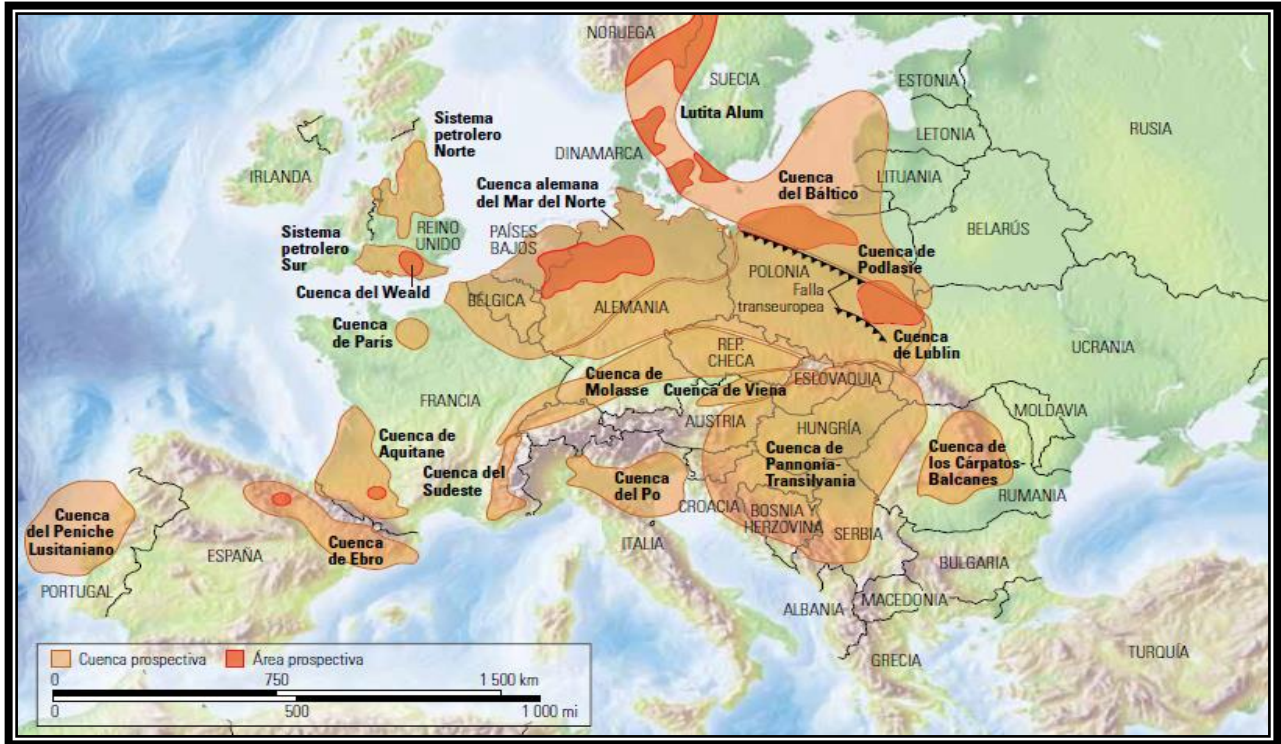 NORUEGA
SUECIA
ESTONIA
Lutita Alum
LETONIA
RUSIA
Sistema
petrolero
Norte
DINAMARCA
IRLANDA
Cuenca alemana
del Mar del Norte
Cuenca
del Báltico
LITUANIA
REINO
UNIDO
PAÍSES
BAJOS
BELARÚS
Sistema
petrolero
Sur
Cuenca de
Podlasie
POLONIA
Falla
transeuropea
Cuenca del Weald
BÉLGICA
ALEMANIA
Cuenca
de París
Cuenca
de Lublin
UCRANIA
REP.
CHECA
Cuenca de
Molasse
Cuenca de Viena
ESLOVAQUIA
FRANCIA
AUSTRIA
HUNGRÍA
MOLDAVIA
Cuenca de
Aquitane
Cuenca del
Sudeste
Cuenca
del Po
Cuenca de
Pannonia-
Transilvania
Cuenca de
los Cárpatos-
Balcanes
RUMANIA
CROACIA
BOSNIA Y
HERZOVINA
SERBIA
Cuenca
del Peniche
Lusitaniano
ESPAÑA
Cuenca
de Ebro
ITALIA
BULGARIA
PORTUGAL
ALBANIA
MACEDONIA
GRECIA
TURQUÍA
Cuenca prospectiva
Área prospectiva
0 750 1 500 km
0 500 1 000 mi